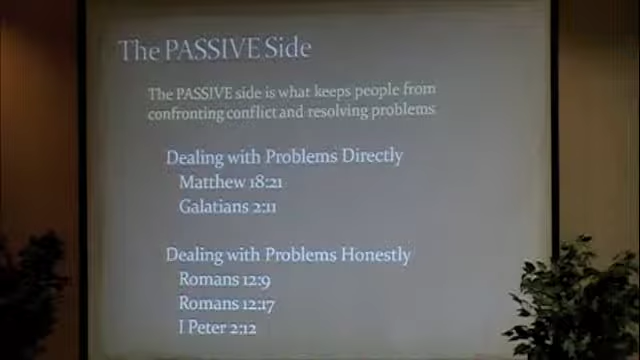 The PASSIVE Side
The PASSIVE side is what keeps people from
confronting conflict and resolving problems
Dealing with Problems Directly
Matthew 18:21
Galatians 2:11
Dealing with Problems Honestly
Romans 12:9
Romans 12:17
I Peter 2:12